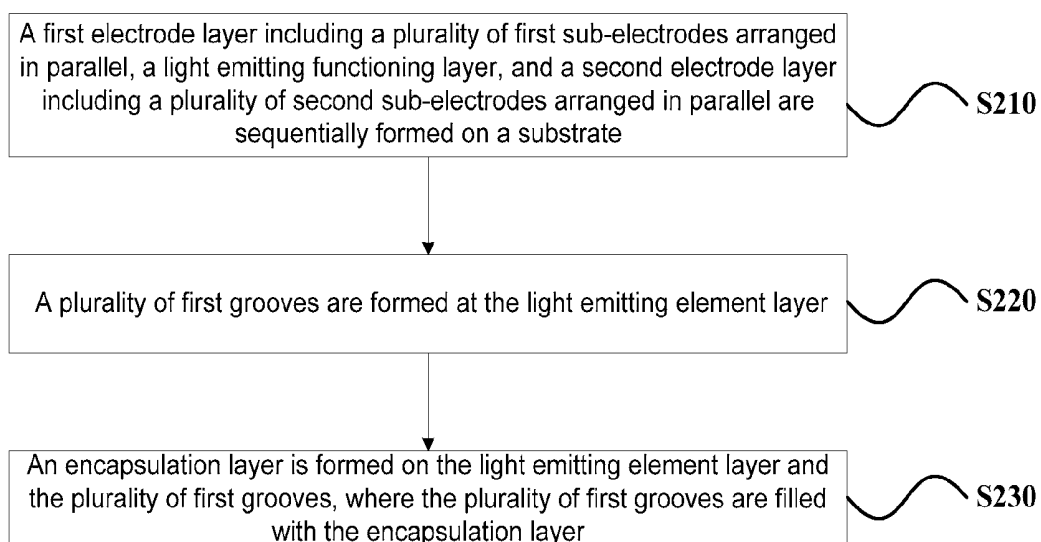 A first electrode layer including a plurality of first sub-electrodes arranged
in parallel, a light emitting functioning layer, and a second electrode layer
including a plurality of second sub-electrodes arranged in parallel are
sequentially formed on a substrate
S210
A plurality of first grooves are formed at the light emitting element layer
S220
An encapsulation layer is formed on the light emitting element layer and
the plurality of first grooves, where the plurality of first grooves are filled
with the encapsulation layer
S230